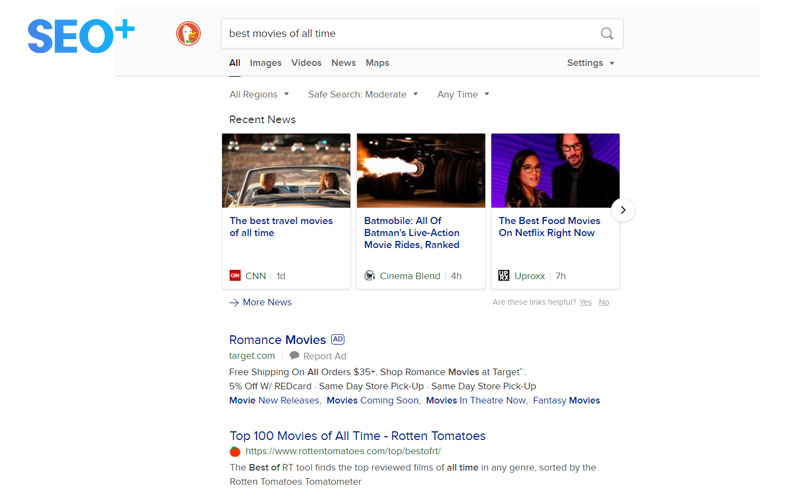 SEO+
best movies of all time
All Images Videos News Maps Settings
All Regions Safe Search: Moderate Any Time
Recent News
The best travel movies
of all time
CNN 1d
Batmobile: All Of
Batman's Live-Action
Movie Rides, Ranked
Cinema Blend 4h
The Best Food Movies
On Netflix Right Now
UPROXX
Uproxx 7h
More News
Are these links helpful? Yes No
Romance Movies AD
target.com Report Ad
Free Shipping On All Orders $35+. Shop Romance Movies at Target™.
5% Off W/ REDcard · Same Day Store Pick-Up · Same Day Store Pick-Up
Movie New Releases, Movies Coming Soon, Movies In Theatre Now, Fantasy Movies
Top 100 Movies of All Time - Rotten Tomatoes
https://www.rottentomatoes.com/top/bestofrt/
The Best of RT tool finds the top reviewed films of all time in any genre, sorted by the
Rotten Tomatoes Tomatometer